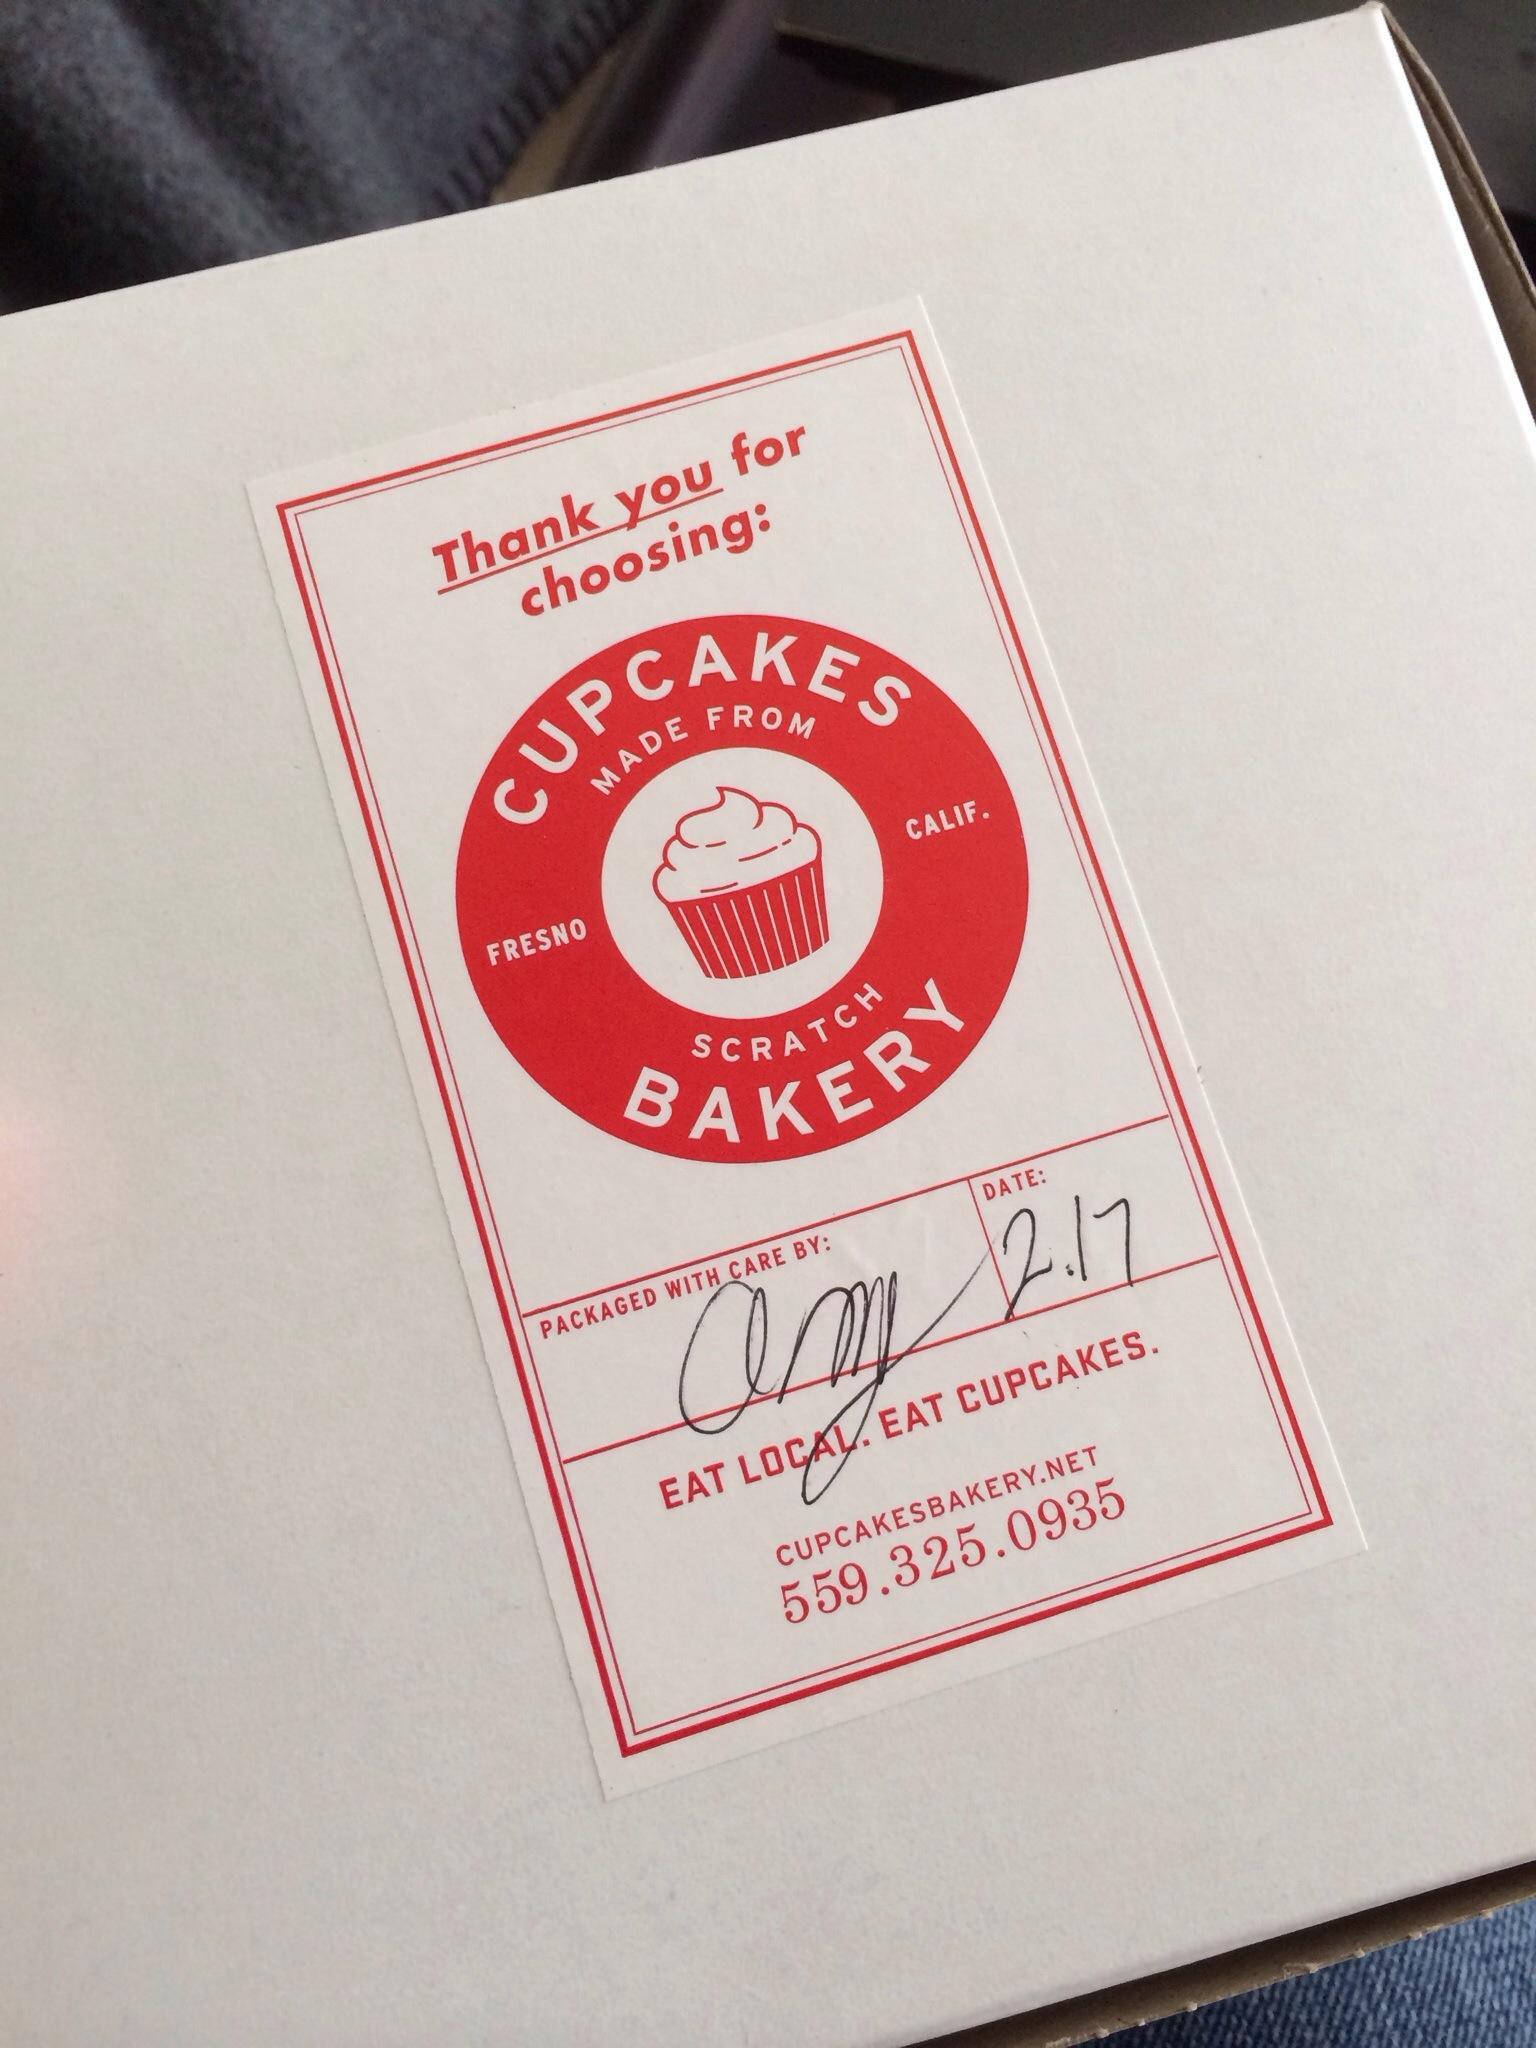 Thank you for
choosing:
CUPCAKES
MADE FROM
FRESNO
CALIF.
SCRATCH
BAKERY
PACKAGED WITH CARE BY:
DATE:
2.17
EAT LOCAL. EAT CUPCAKES.
CUPCAKESBAKERY.NET
559.325.0935